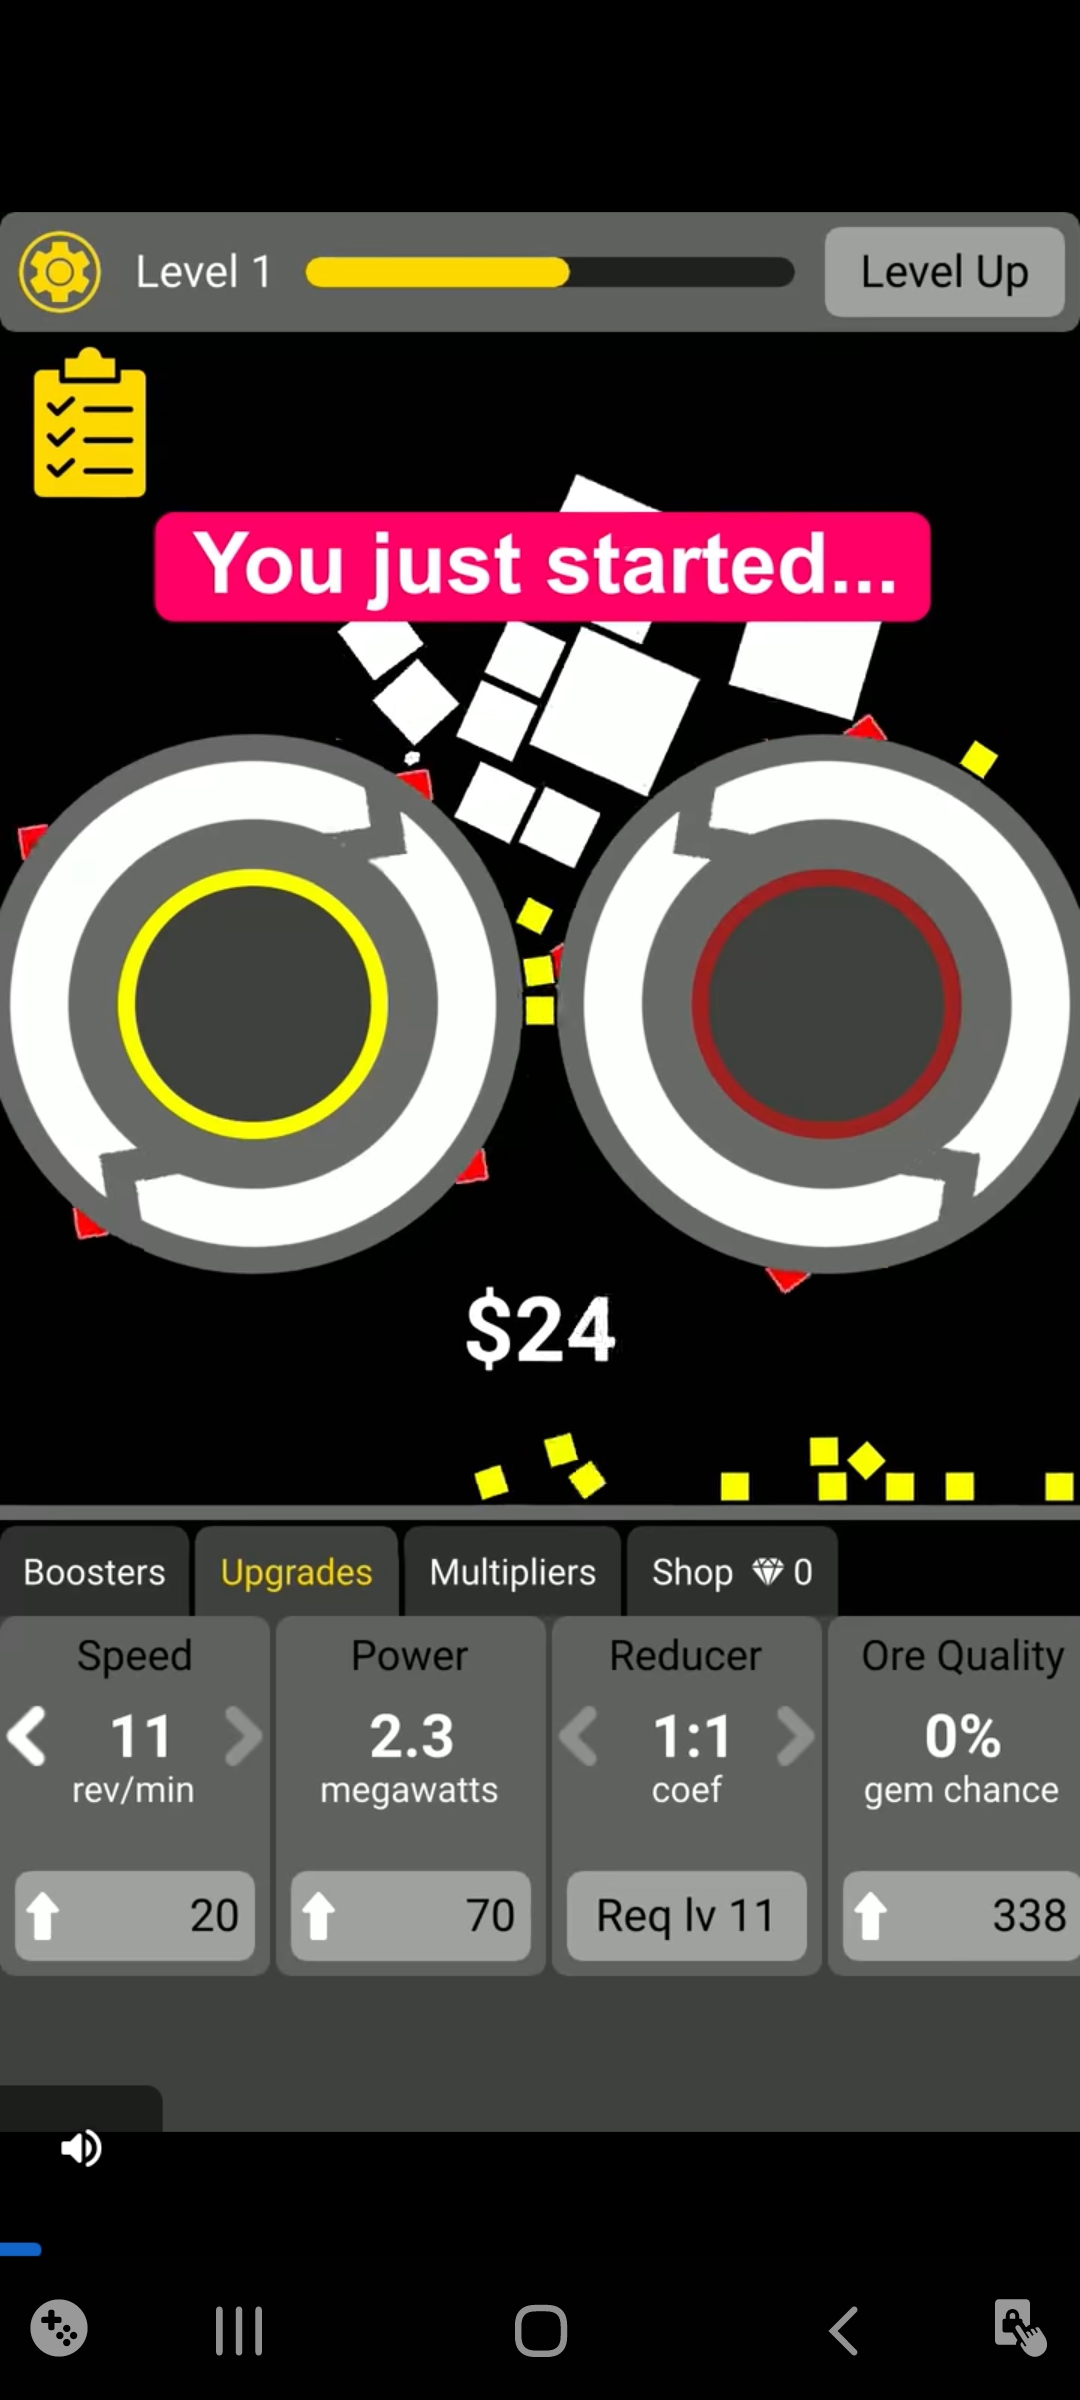 Level 1
Level Up
You just started...
$24
Boosters
Upgrades
Multipliers
Shop 0
Speed
11
rev/min
20
Power
2.3
megawatts
70
Reducer
1:1
coef
Req lv 11
Ore Quality
0%
gem chance
338